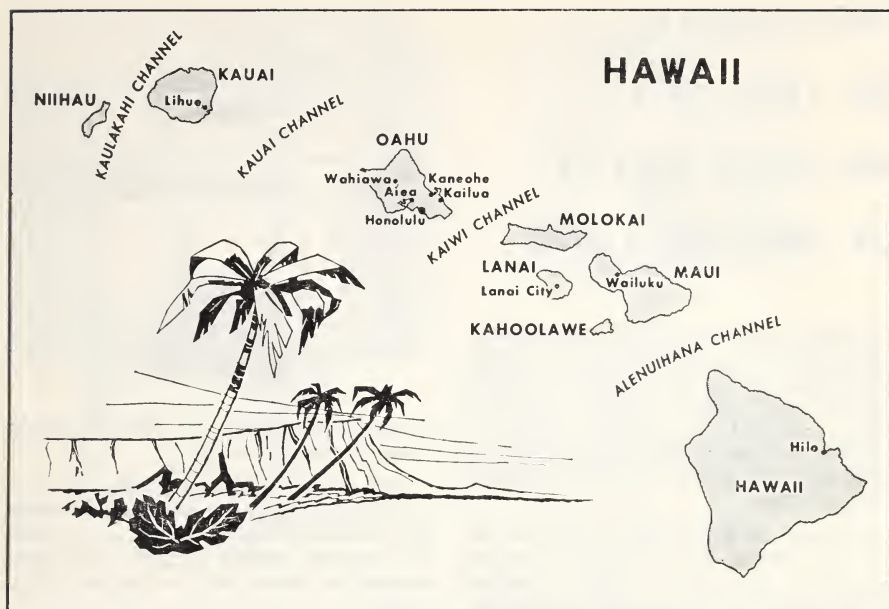 HAWAII
KAULAKAHI CHANNEL
KAUAI
NIIHAU
Lihue
KAUAI CHANNEL
OAHU
Wahiawa
Kaneohe
Aiea
Kailua
Honolulu
KAIWI CHANNEL
MOLOKAI
LANAI
Lanai City
Wailuku
MAUI
KAHOOLAWE
ALENUIHANA CHANNEL
Hilo
HAWAII